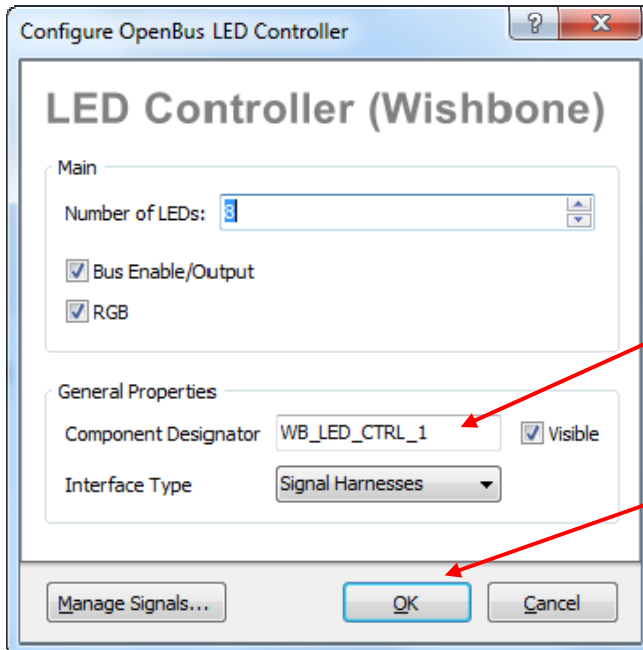 Configure OpenBus LED Controller
LED Controller (Wishbone)
Main
Number of LEDs: 8
Bus Enable/Output
RGB
General Properties
Component Designator WB_LED_CTRL_1 Visible
Interface Type Signal Harnesses
Manage Signals... OK Cancel